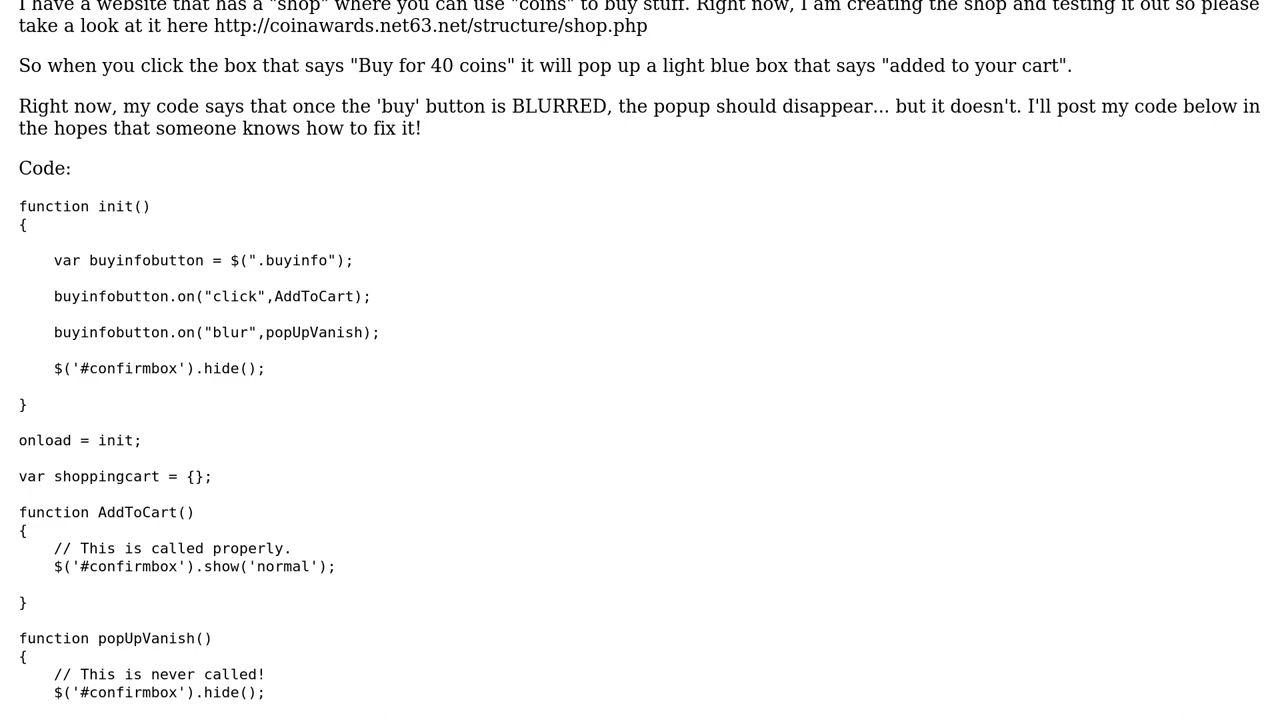 I have a website that has a "shop" where you can use "coins" to buy stuff. Right now, I am creating the shop and testing it out so please
take a look at it here http://coinawards.net63.net/structure/shop.php
So when you click the box that says "Buy for 40 coins" it will pop up a light blue box that says "added to your cart".
Right now, my code says that once the 'buy' button is BLURRED, the popup should disappear... but it doesn't. I'll post my code below in
the hopes that someone knows how to fix it!
Code:
function init()
{
    var buyinfobutton = $(".buyinfo");
    buyinfobutton.on("click",AddToCart);
    buyinfobutton.on("blur",popUpVanish);
    $('#confirmbox').hide();
}
onload = init;
var shoppingcart = {};
function AddToCart()
{
    // This is called properly.
    $('#confirmbox').show('normal');
}
function popUpVanish()
{
    // This is never called!
    $('#confirmbox').hide();